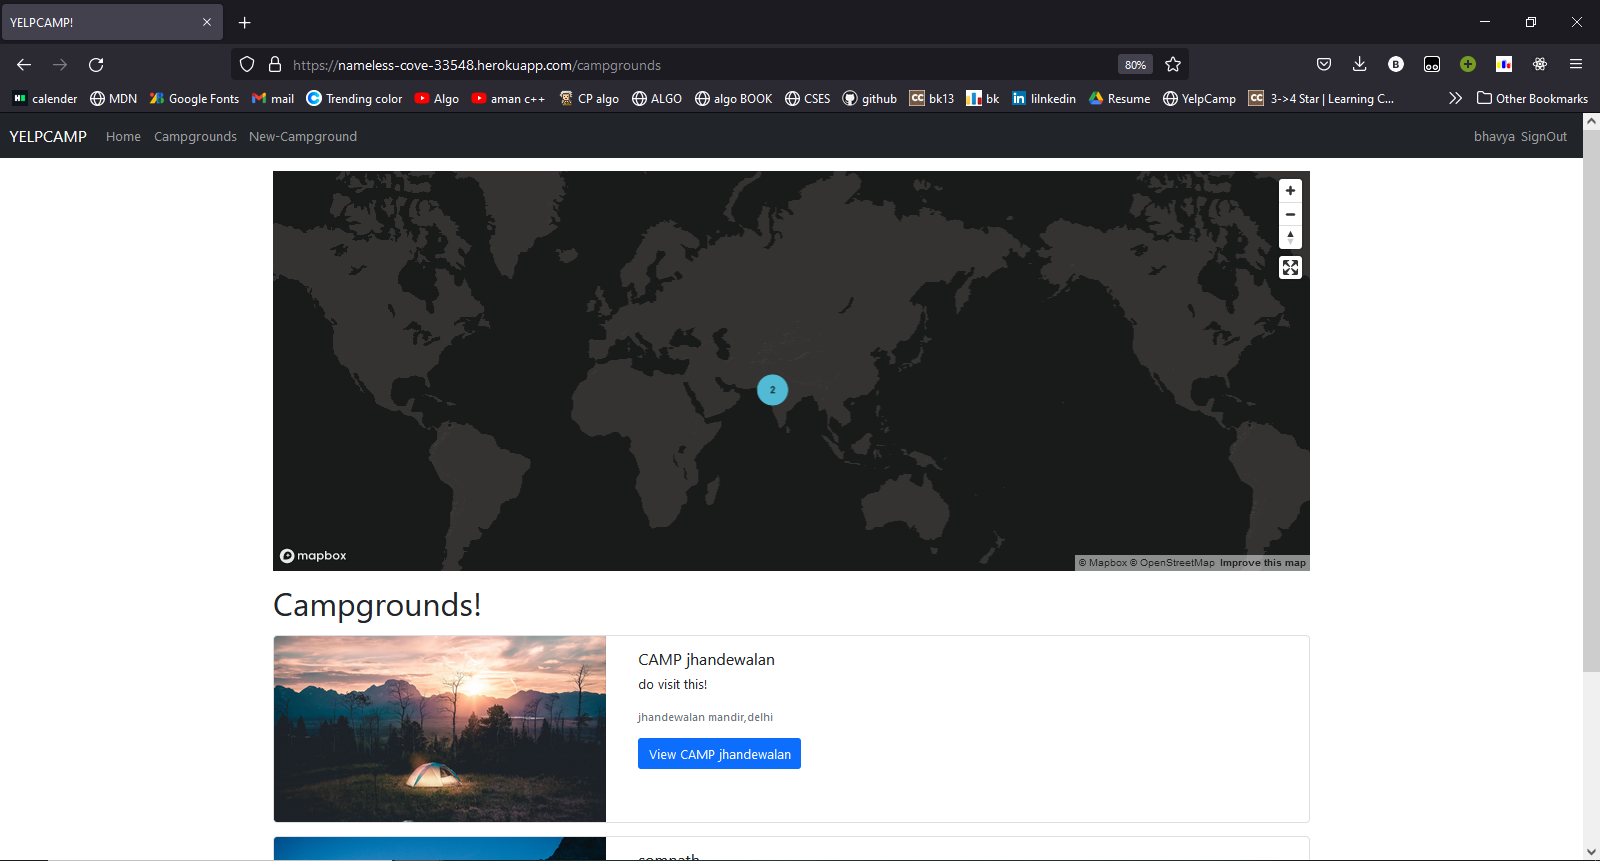 YELPCAMP!
https://nameless-cove-33548.herokuapp.com/campgrounds 80% B
calender MDN Google Fonts mail Trending color Algo aman c++ CP algo ALGO algo BOOK CSES github CC bk13 bk lilnkedin Resume YelpCamp CC 3->4 Star | Learning C... Other Bookmarks
YELPCAMP Home Campgrounds New-Campground bhavya SignOut
2
mapbox © Mapbox © OpenStreetMap Improve this map
Campgrounds!
CAMP jhandewalan
do visit this!
jhandewalan mandir,delhi
View CAMP jhandewalan
somnath